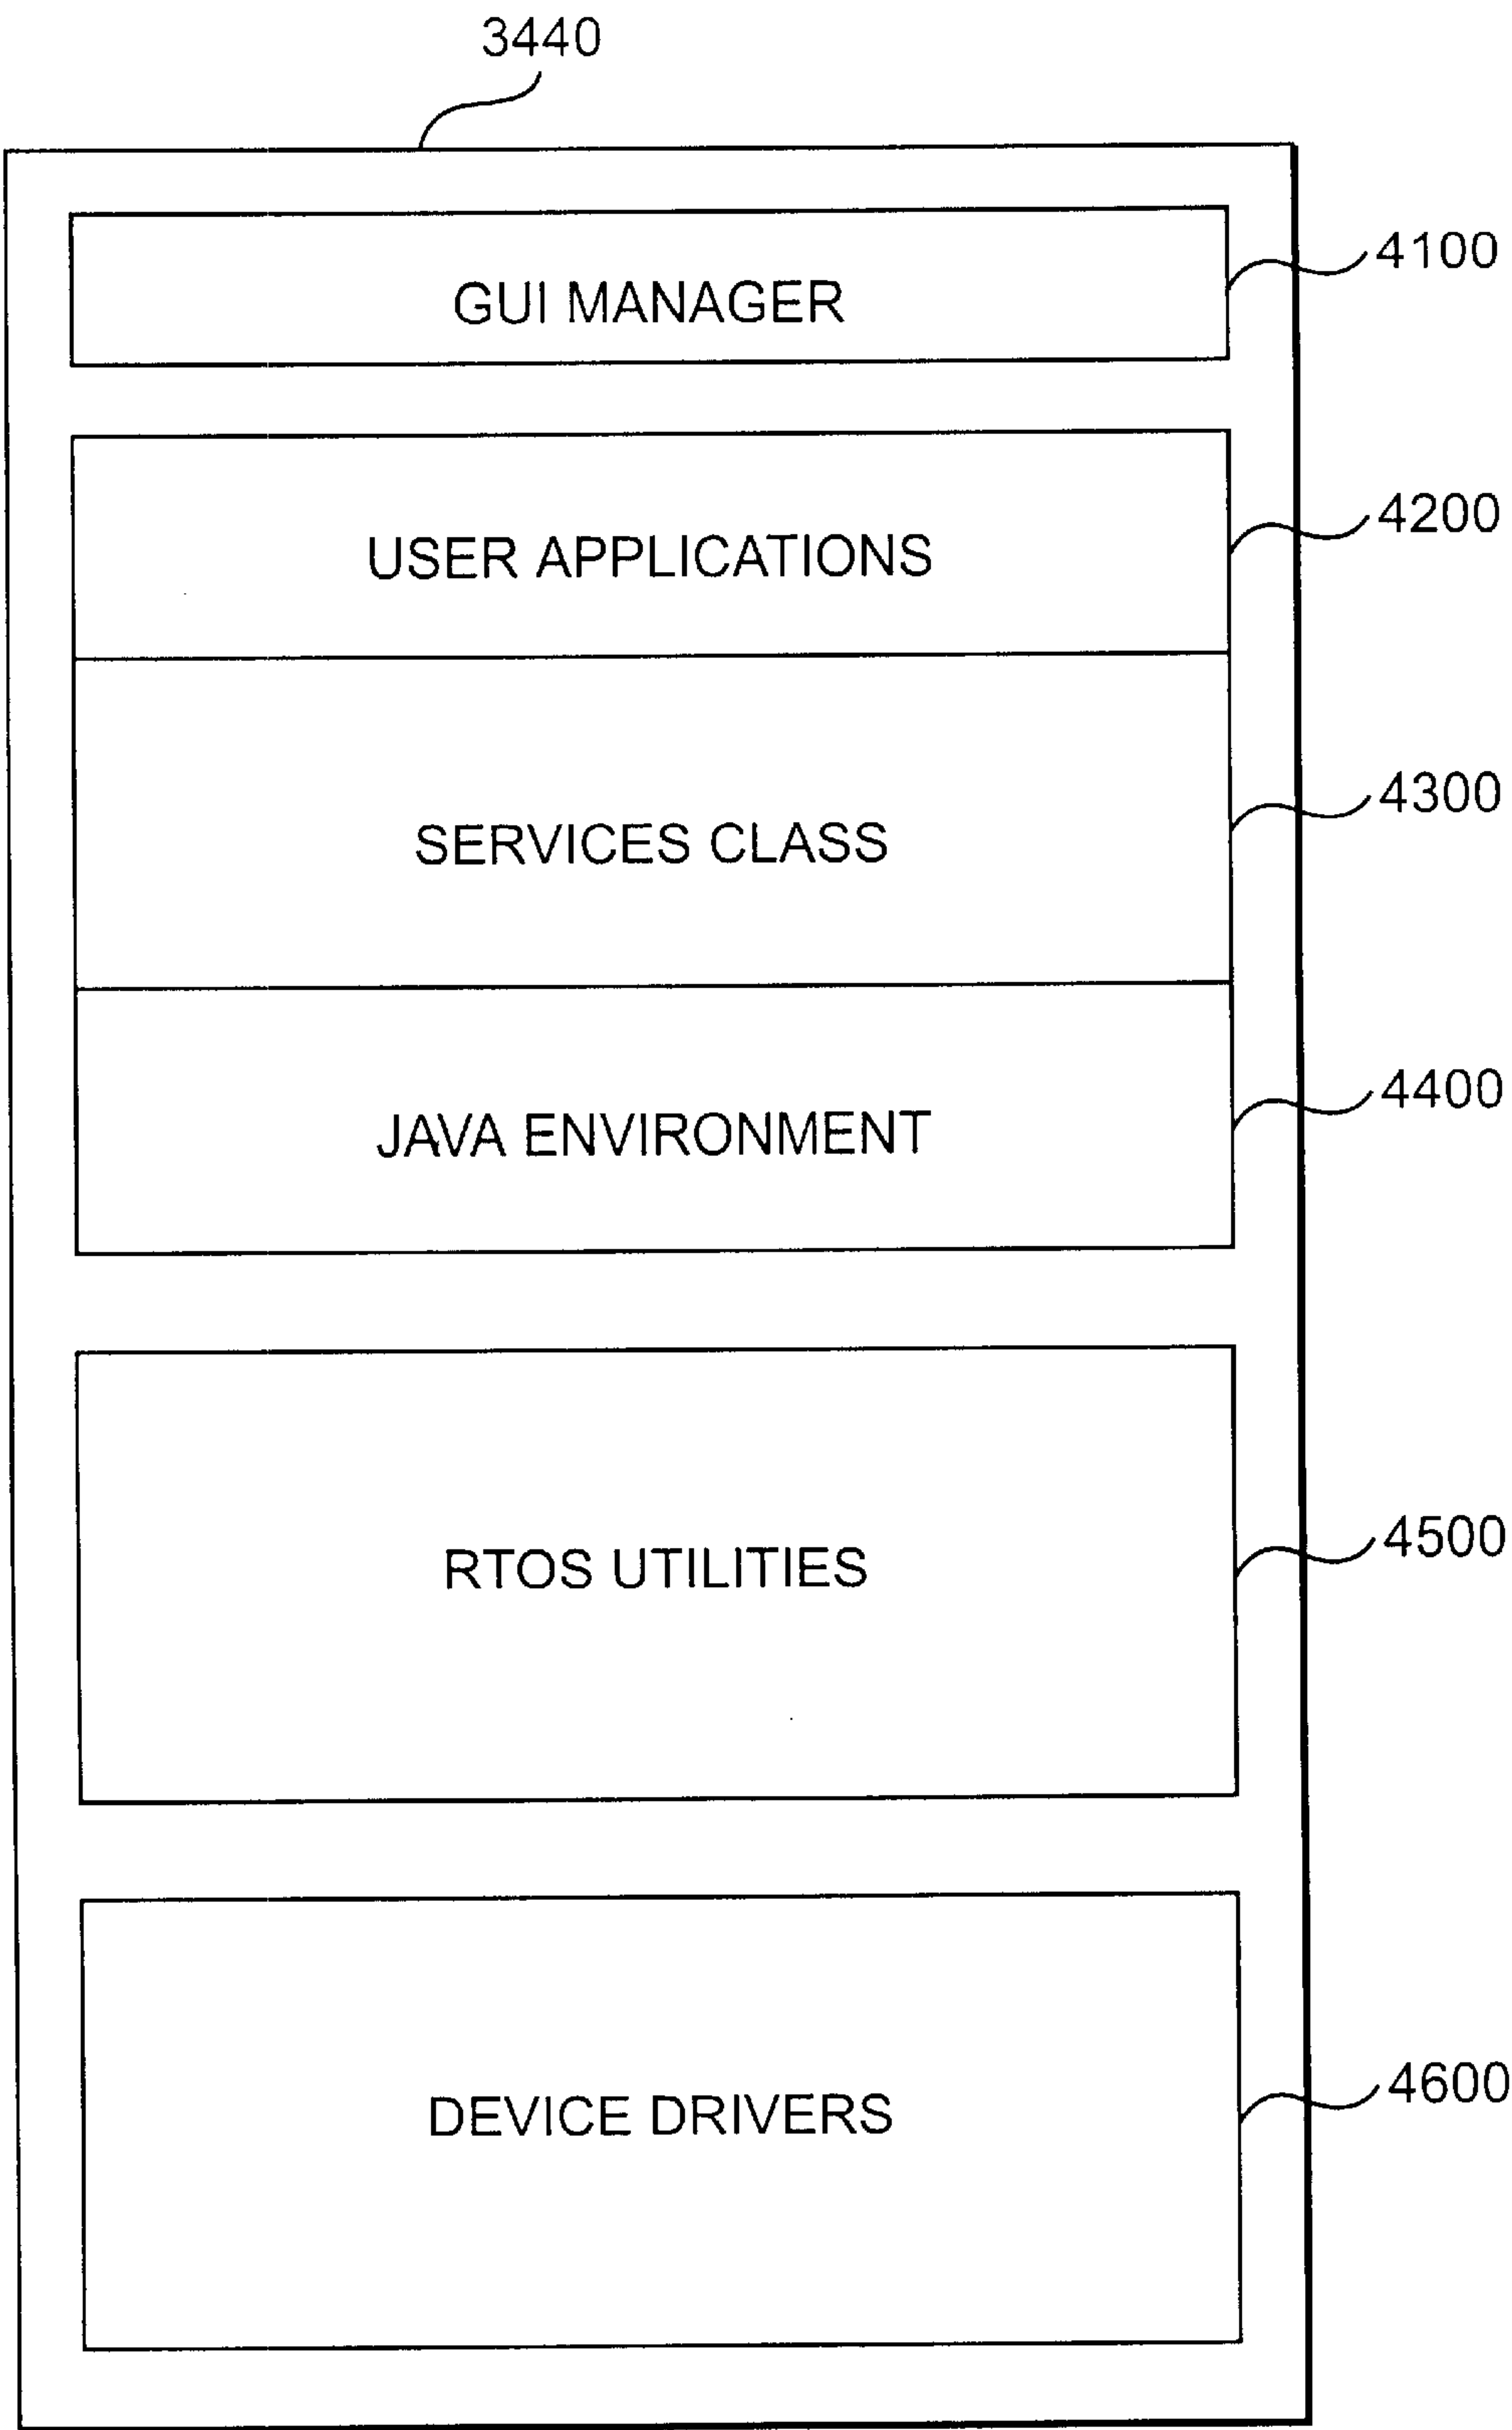 3440
GUI MANAGER
4100
USER APPLICATIONS
4200
SERVICES CLASS
4300
JAVA ENVIRONMENT
4400
RTOS UTILITIES
4500
DEVICE DRIVERS
4600